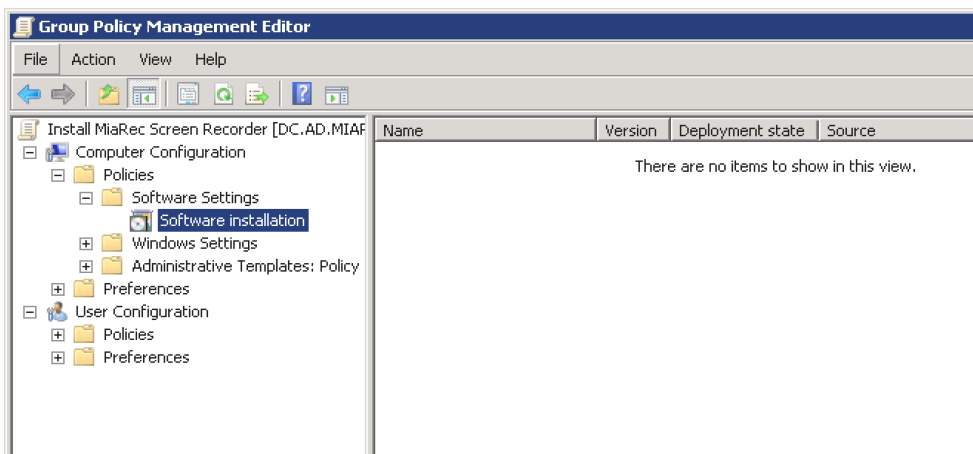 Group Policy Management Editor
File Action View Help
Install MiaRec Screen Recorder [DC.AD.MIAR
Computer Configuration
Policies
Software Settings
Software installation
Windows Settings
Administrative Templates: Policy
Preferences
User Configuration
Policies
Preferences
Name Version Deployment state Source
There are no items to show in this view.